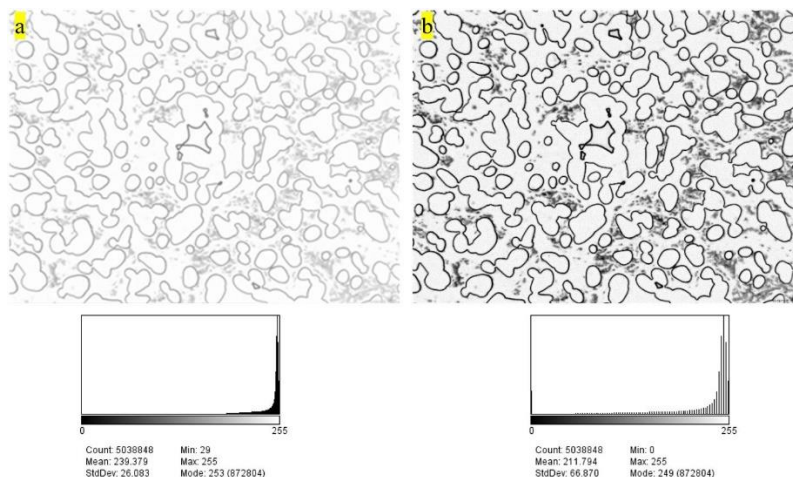 a
b
0 255
Count: 5038848 Min: 29
Mean: 239.379 Max: 255
StdDev: 26.083 Mode: 253 (872804)
0 255
Count: 5038848 Min: 0
Mean: 211.794 Max: 255
StdDev: 66.870 Mode: 249 (872804)